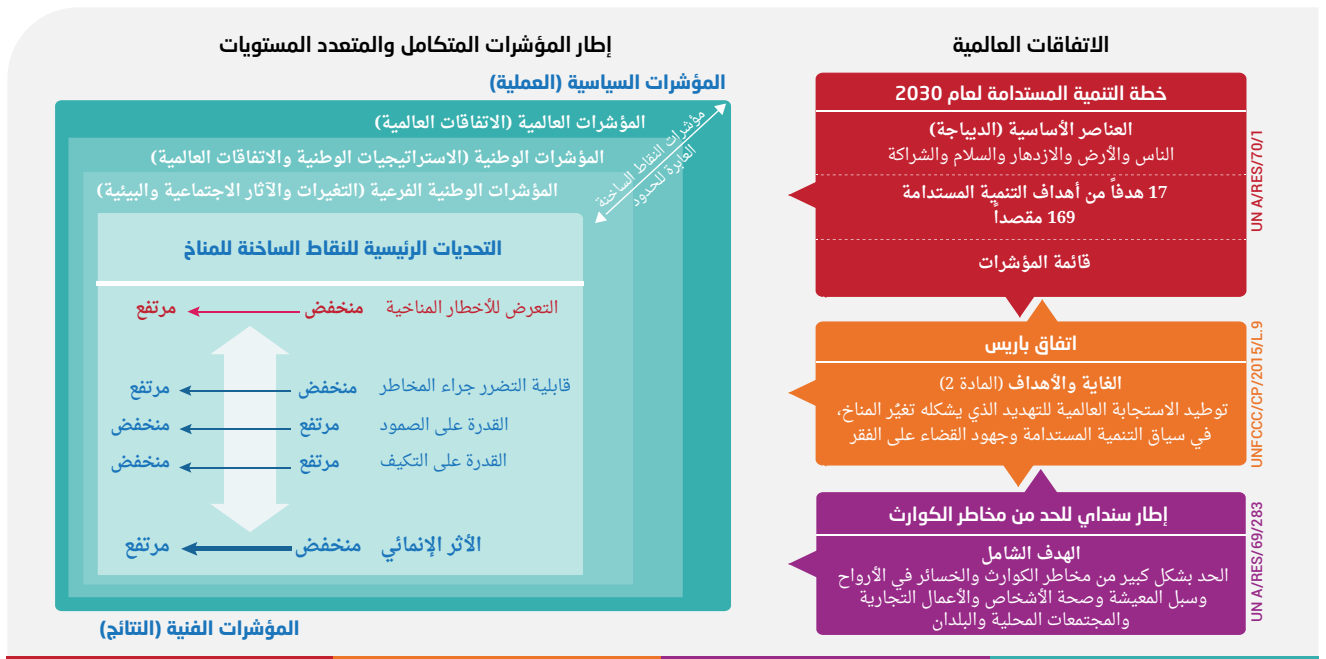 الاتفاقات العالمية
خطة التنمية المستدامة لعام 2030
العناصر الأساسية (الديباجة)
الناس والأرض والازدهار والسلام والشراكة
17 هدفاً من أهداف التنمية المستدامة
169 مقصداً
قائمة المؤشرات
UN A/RES/70/1
اتفاق باريس
الغاية والأهداف (المادة 2)
توطيد الاستجابة العالمية للتهديد الذي يشكله تغيّر المناخ،
في سياق التنمية المستدامة وجهود القضاء على الفقر
UNFCCC/CP/2015/L.9
إطار سنداي للحد من مخاطر الكوارث
الهدف الشامل
الحد بشكل كبير من مخاطر الكوارث والخسائر في الأرواح
وسبل المعيشة وصحة الأشخاص والأعمال التجارية
والمجتمعات المحلية والبلدان
UN A/RES/69/283
إطار المؤشرات المتكامل والمتعدد المستويات
المؤشرات السياسية (العملية)
المؤشرات العالمية (الاتفاقات العالمية)
المؤشرات الوطنية (الاستراتيجيات الوطنية والاتفاقات العالمية)
المؤشرات الوطنية الفرعية (التغيرات والآثار الاجتماعية والبيئية)
مؤشرات النقاط الساخنة
العابرة للحدود
التحديات الرئيسية للنقاط الساخنة للمناخ
التعرض للأخطار المناخية منخفض مرتفع
قابلية التضرر جراء المخاطر منخفض مرتفع
القدرة على الصمود مرتفع منخفض
القدرة على التكيف مرتفع منخفض
الأثر الإنمائي منخفض مرتفع
المؤشرات الفنية (النتائج)